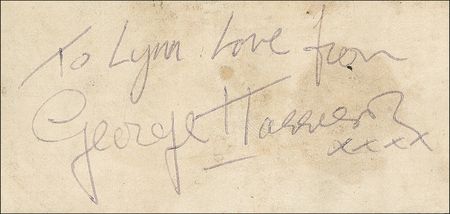 To Lynn Love from
George Harrison
xxxx